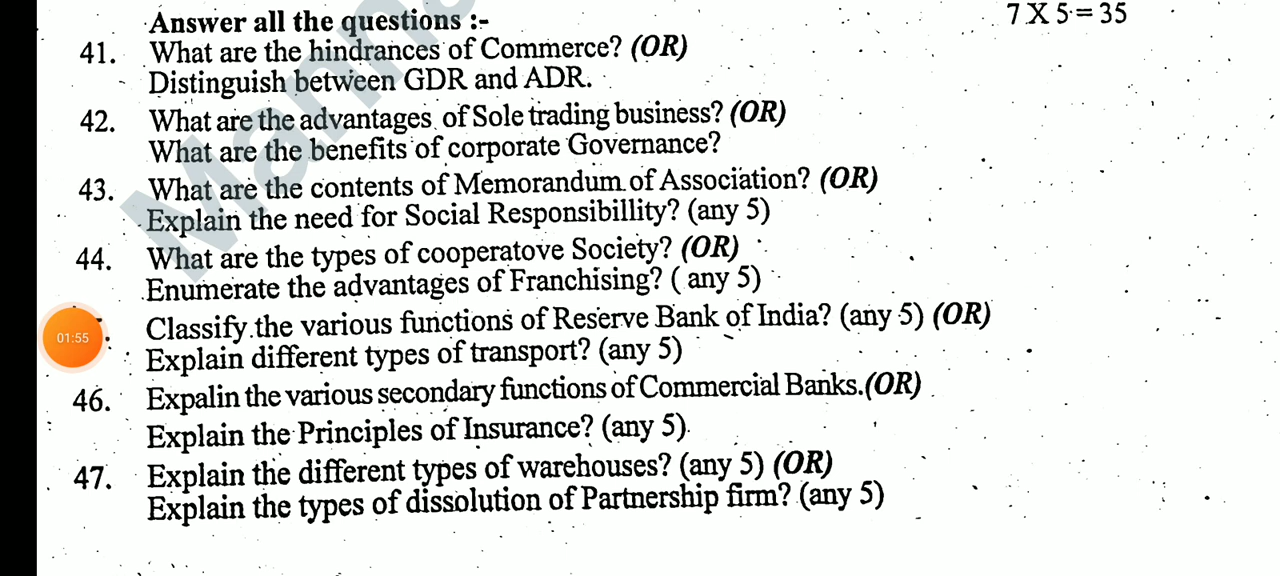 Answer all the questions :-
7 X 5 = 35
41. What are the hindrances of Commerce? (OR)
Distinguish between GDR and ADR.
42. What are the advantages of Sole trading business? (OR)
What are the benefits of corporate Governance?
43. What are the contents of Memorandum of Association? (OR)
Explain the need for Social Responsibillity? (any 5)
44. What are the types of cooperatove Society? (OR)
Enumerate the advantages of Franchising? ( any 5)
01:55
Classify the various functions of Reserve Bank of India? (any 5) (OR)
Explain different types of transport? (any 5)
46. Expalin the various secondary functions of Commercial Banks.(OR)
Explain the Principles of Insurance? (any 5)
47. Explain the different types of warehouses? (any 5) (OR)
Explain the types of dissolution of Partnership firm? (any 5)